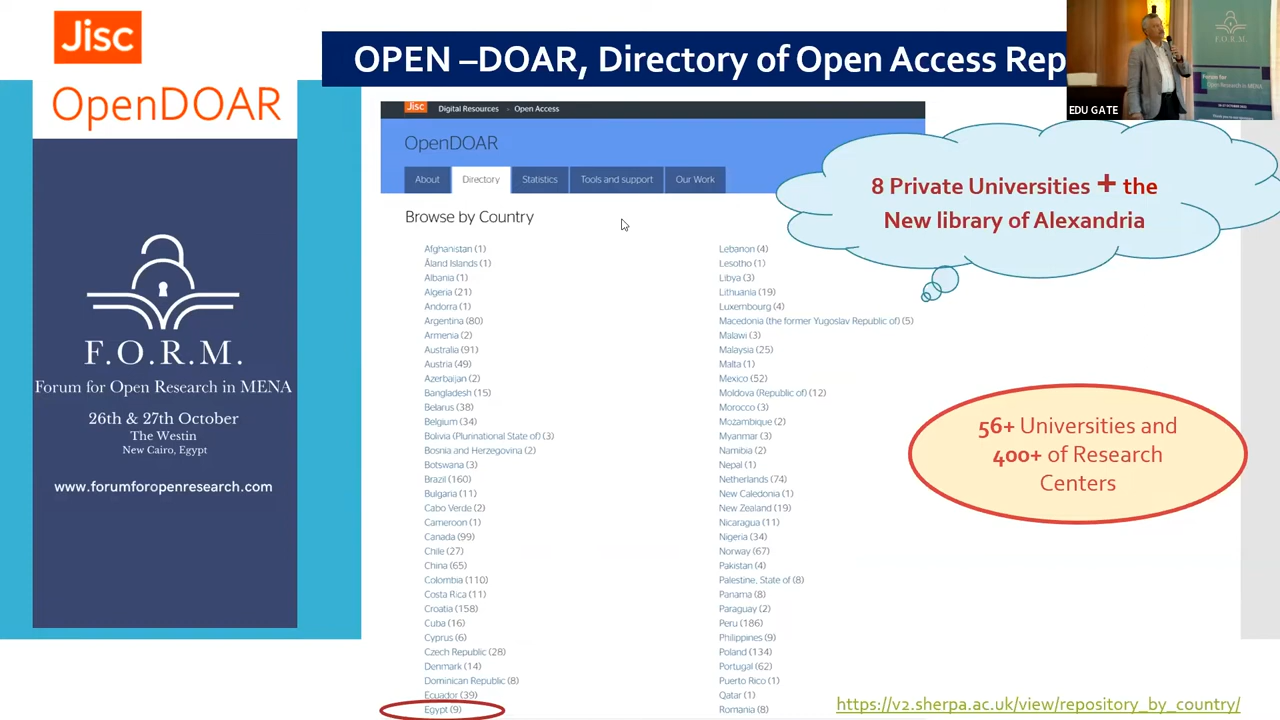 Jisc
OpenDOAR
OPEN –DOAR, Directory of Open Access Rep
EDU GATE
F.O.R.M.
Forum for
Open Research in MENA
Jisc Digital Resources Open Access
OpenDOAR
About Directory Statistics Tools and support Our Work
Browse by Country
Afghanistan (1)
Åland Islands (1)
Albania (1)
Algeria (21)
Andorra (1)
Argentina (80)
Armenia (2)
Australia (91)
Austria (49)
Azerbaijan (2)
Bangladesh (15)
Belarus (38)
Belgium (34)
Bolivia (Plurinational State of) (3)
Bosnia and Herzegovina (2)
Botswana (3)
Brazil (160)
Bulgaria (11)
Cabo Verde (2)
Cameroon (1)
Canada (99)
Chile (27)
China (65)
Colombia (110)
Costa Rica (11)
Croatia (158)
Cuba (16)
Cyprus (6)
Czech Republic (28)
Denmark (14)
Dominican Republic (8)
Ecuador (39)
Egypt (9)
Lebanon (4)
Lesotho (1)
Libya (3)
Lithuania (19)
Luxembourg (4)
Macedonia (the former Yugoslav Republic of) (5)
Malawi (3)
Malaysia (25)
Malta (1)
Mexico (52)
Moldova (Republic of) (12)
Morocco (3)
Mozambique (2)
Myanmar (3)
Namibia (2)
Nepal (1)
Netherlands (74)
New Caledonia (1)
New Zealand (19)
Nicaragua (11)
Nigeria (34)
Norway (67)
Pakistan (4)
Palestine, State of (8)
Panama (8)
Paraguay (2)
Peru (186)
Philippines (9)
Poland (134)
Portugal (62)
Puerto Rico (1)
Qatar (1)
Romania (8)
8 Private Universities + the
New library of Alexandria
56+ Universities and
400+ of Research
Centers
F.O.R.M.
Forum for Open Research in MENA
26th & 27th October
The Westin
New Cairo, Egypt
www.forumforopenresearch.com
https://v2.sherpa.ac.uk/view/repository_by_country/